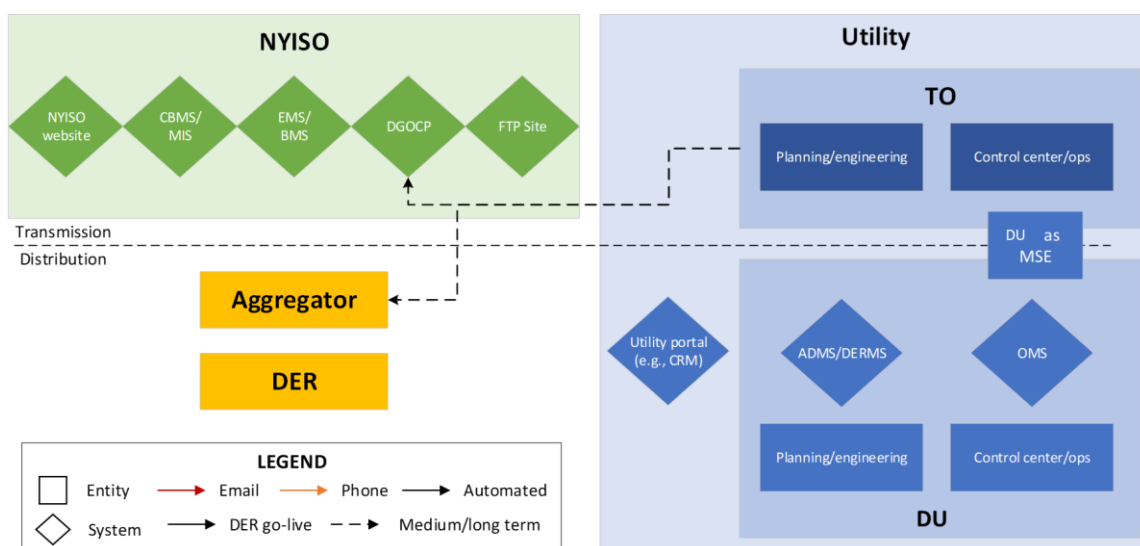 NYISO
NYISO
website
CBMS/
MIS
EMS/
BMS
DGOCP
FTP Site
Utility
TO
Planning/engineering
Control center/ops
Transmission
Distribution
DU as
MSE
Aggregator
DER
Utility portal
(e.g., CRM)
ADMS/DERMS
OMS
Planning/engineering
Control center/ops
DU
LEGEND
Entity Email Phone Automated
System DER go-live Medium/long term